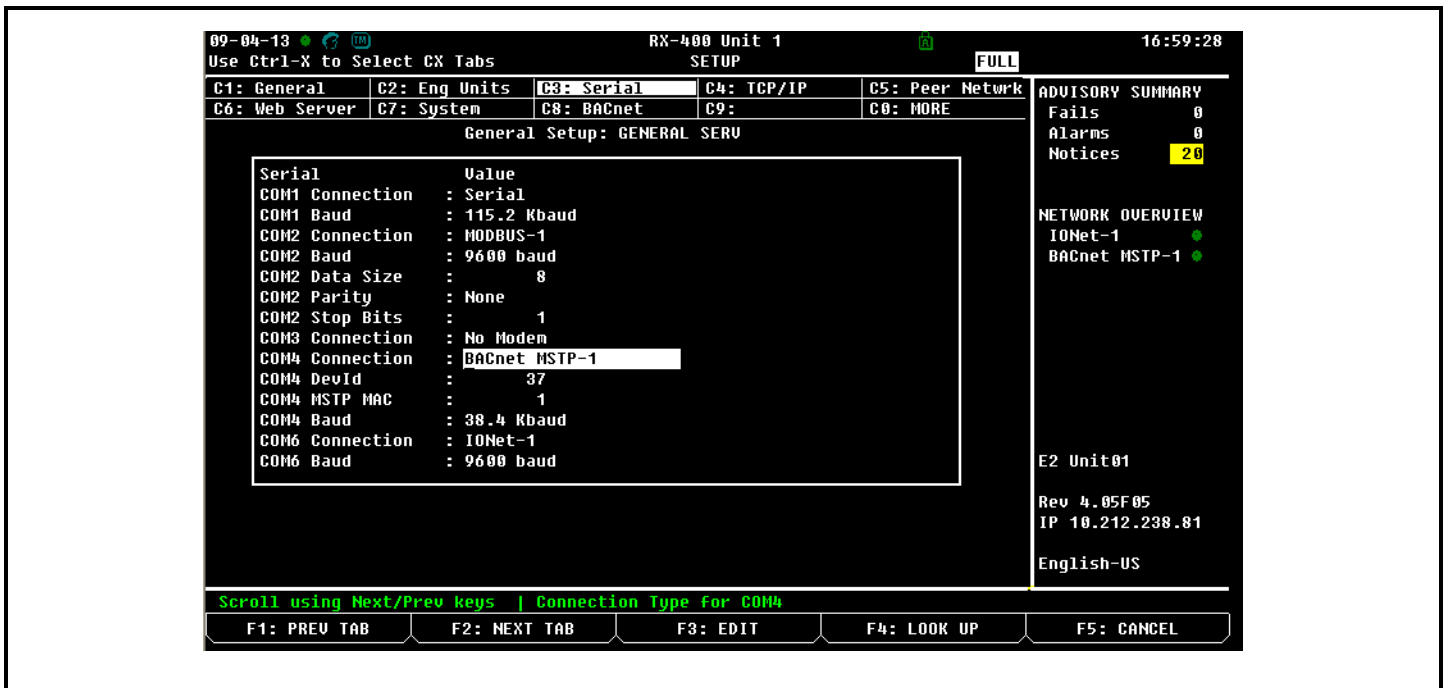 09-04-13 TM RX-400 Unit 1 R 16:59:28
Use Ctrl-X to Select CX Tabs SETUP FULL
C1: General C2: Eng Units C3: Serial C4: TCP/IP C5: Peer Netwrk
C6: Web Server C7: System C8: BACnet C9: C0: MORE
General Setup: GENERAL SERV
Serial Value
COM1 Connection : Serial
COM1 Baud : 115.2 Kbaud
COM2 Connection : MODBUS-1
COM2 Baud : 9600 baud
COM2 Data Size : 8
COM2 Parity : None
COM2 Stop Bits : 1
COM3 Connection : No Modem
COM4 Connection : BACnet MSTP-1
COM4 DevId : 37
COM4 MSTP MAC : 1
COM4 Baud : 38.4 Kbaud
COM6 Connection : IONet-1
COM6 Baud : 9600 baud
ADVISORY SUMMARY
Fails 0
Alarms 0
Notices 20
NETWORK OVERVIEW
IONet-1
BACnet MSTP-1
E2 Unit01
Rev 4.05F05
IP 10.212.238.81
English-US
Scroll using Next/Prev keys | Connection Type for COM4
F1: PREV TAB F2: NEXT TAB F3: EDIT F4: LOOK UP F5: CANCEL